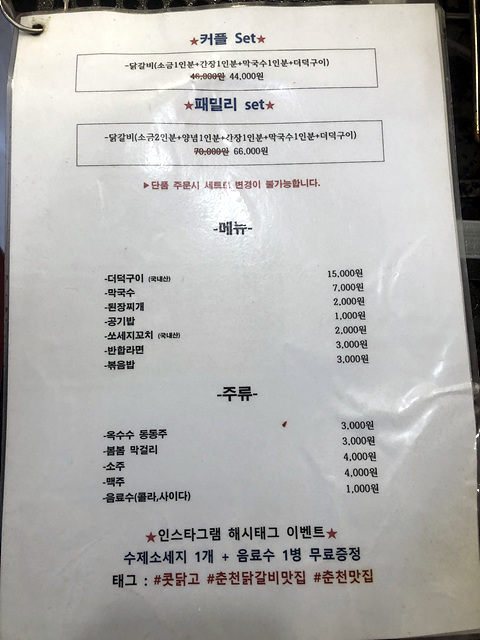 ★커플 Set★
-닭갈비(소금1인분+간장1인분+막국수1인분+더덕구이)
46,000원 44,000원
★패밀리 set★
-닭갈비(소금2인분+양념1인분+간장1인분+막국수1인분+더덕구이)
70,000원 66,000원
▶단품 주문시 세트로 변경이 불가능합니다.
-메뉴-
-더덕구이 (국내산) 15,000원
-막국수 7,000원
-된장찌개 2,000원
-공기밥 1,000원
-쏘세지꼬치 (국내산) 2,000원
-반합라면 3,000원
-볶음밥 3,000원
-주류-
-옥수수 동동주 3,000원
-봄봄 막걸리 3,000원
-소주 4,000원
-맥주 4,000원
-음료수(콜라,사이다) 1,000원
★인스타그램 해시태그 이벤트★
수제소세지 1개 + 음료수 1병 무료증정
태그 : #콧닭고 #춘천닭갈비맛집 #춘천맛집